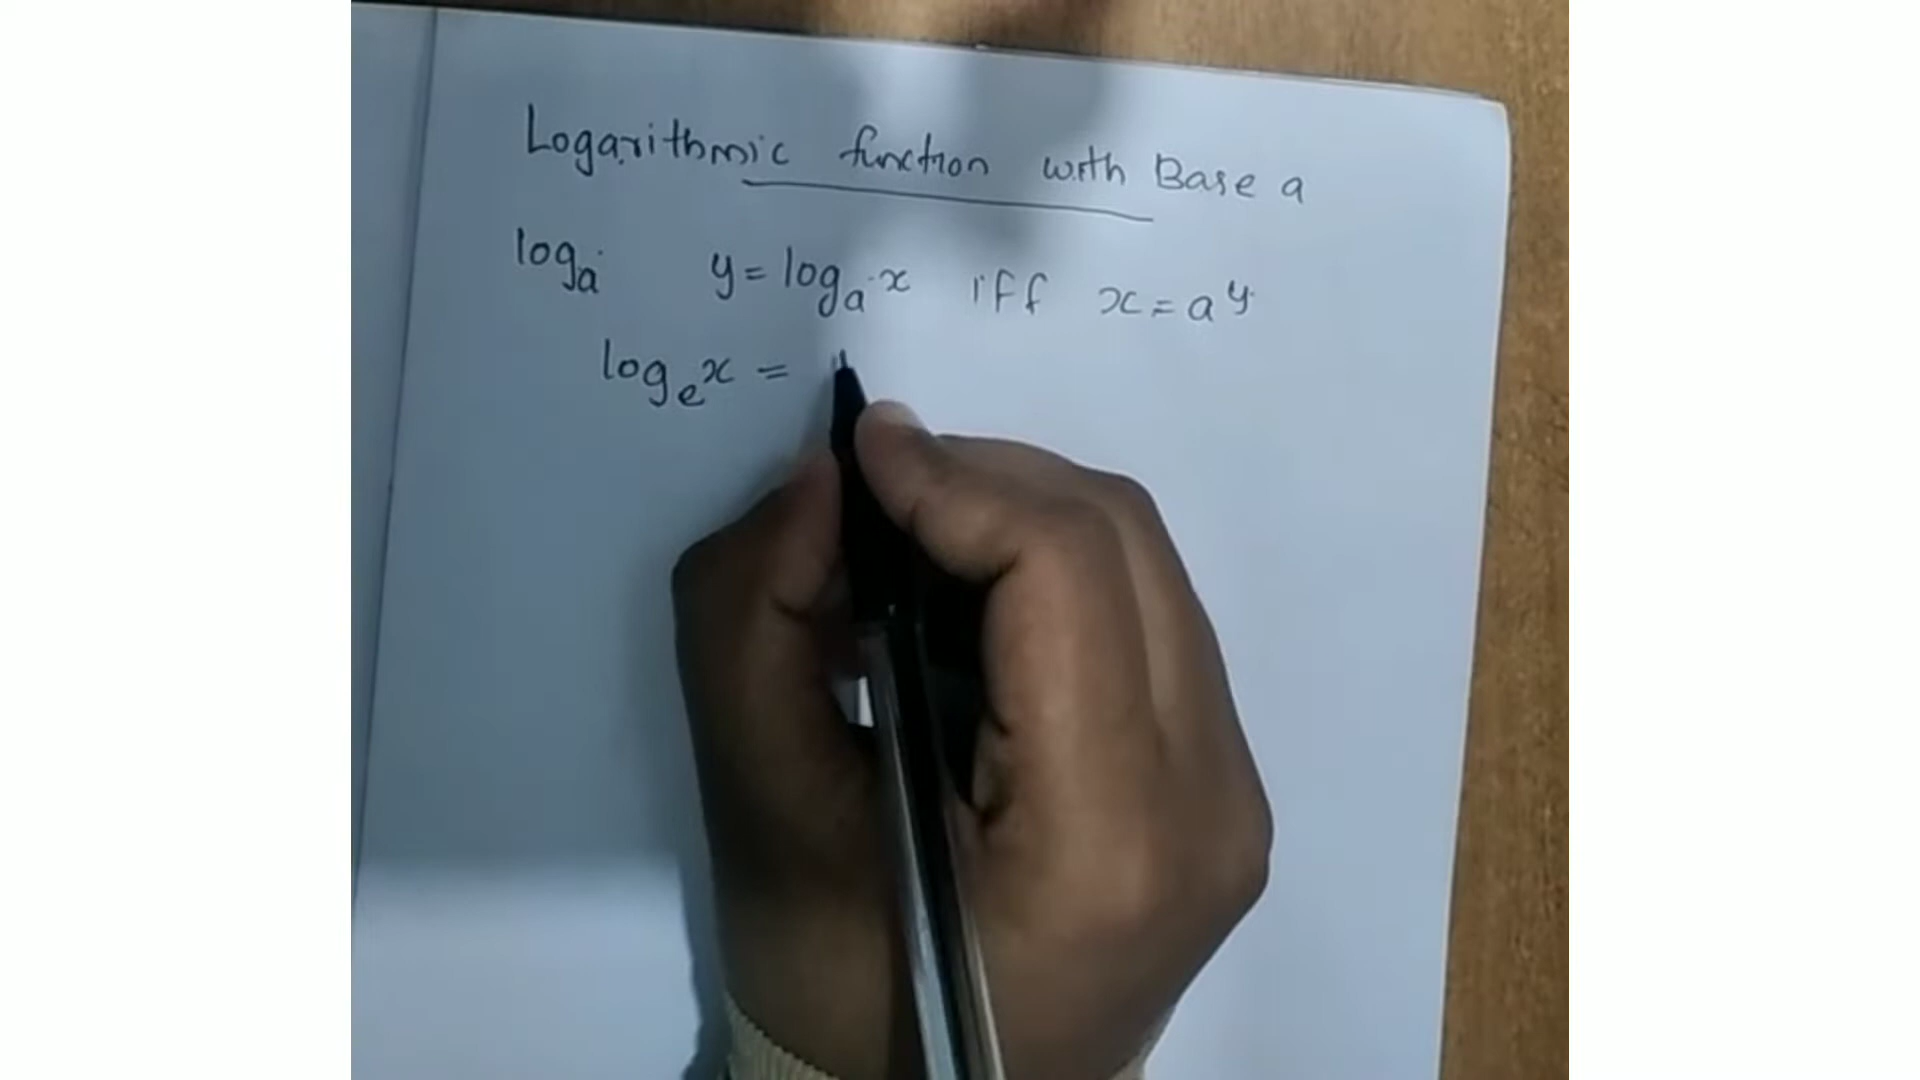 Logarithmic function with Base a
logₐ y = logₐ x iff x = a^y
logₑ x =